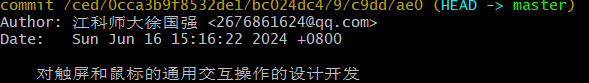 commit 7ced70cca3b9f8532de17bc024dc4797c9dd7ae0 (HEAD -> master)
Author: 江科师大徐国强 <2676861624@qq.com>
Date:   Sun Jun 16 15:16:22 2024 +0800
对触屏和鼠标的通用交互操作的设计开发